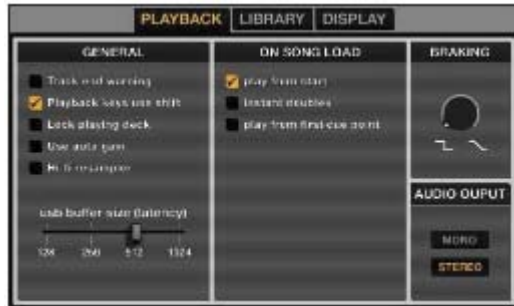 PLAYBACK LIBRARY DISPLAY
GENERAL
Track end warning
Playback keys use shift
Lock playing deck
Use auto gain
Hi-fi resampler
usb buffer size (latency)
128 256 512 1024
ON SONG LOAD
play from start
Instant doubles
play from first cue point
BRAKING
AUDIO OUPUT
MONO
STEREO